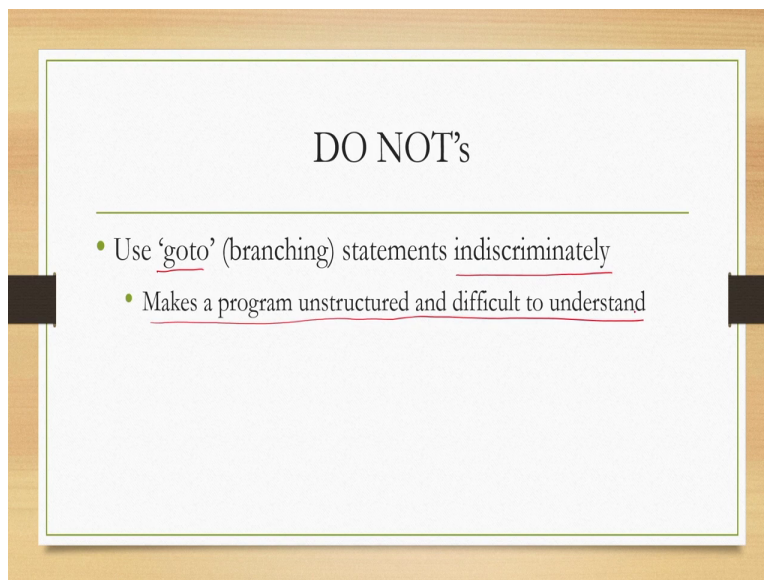 DO NOT's
• Use 'goto' (branching) statements indiscriminately
• Makes a program unstructured and difficult to understand